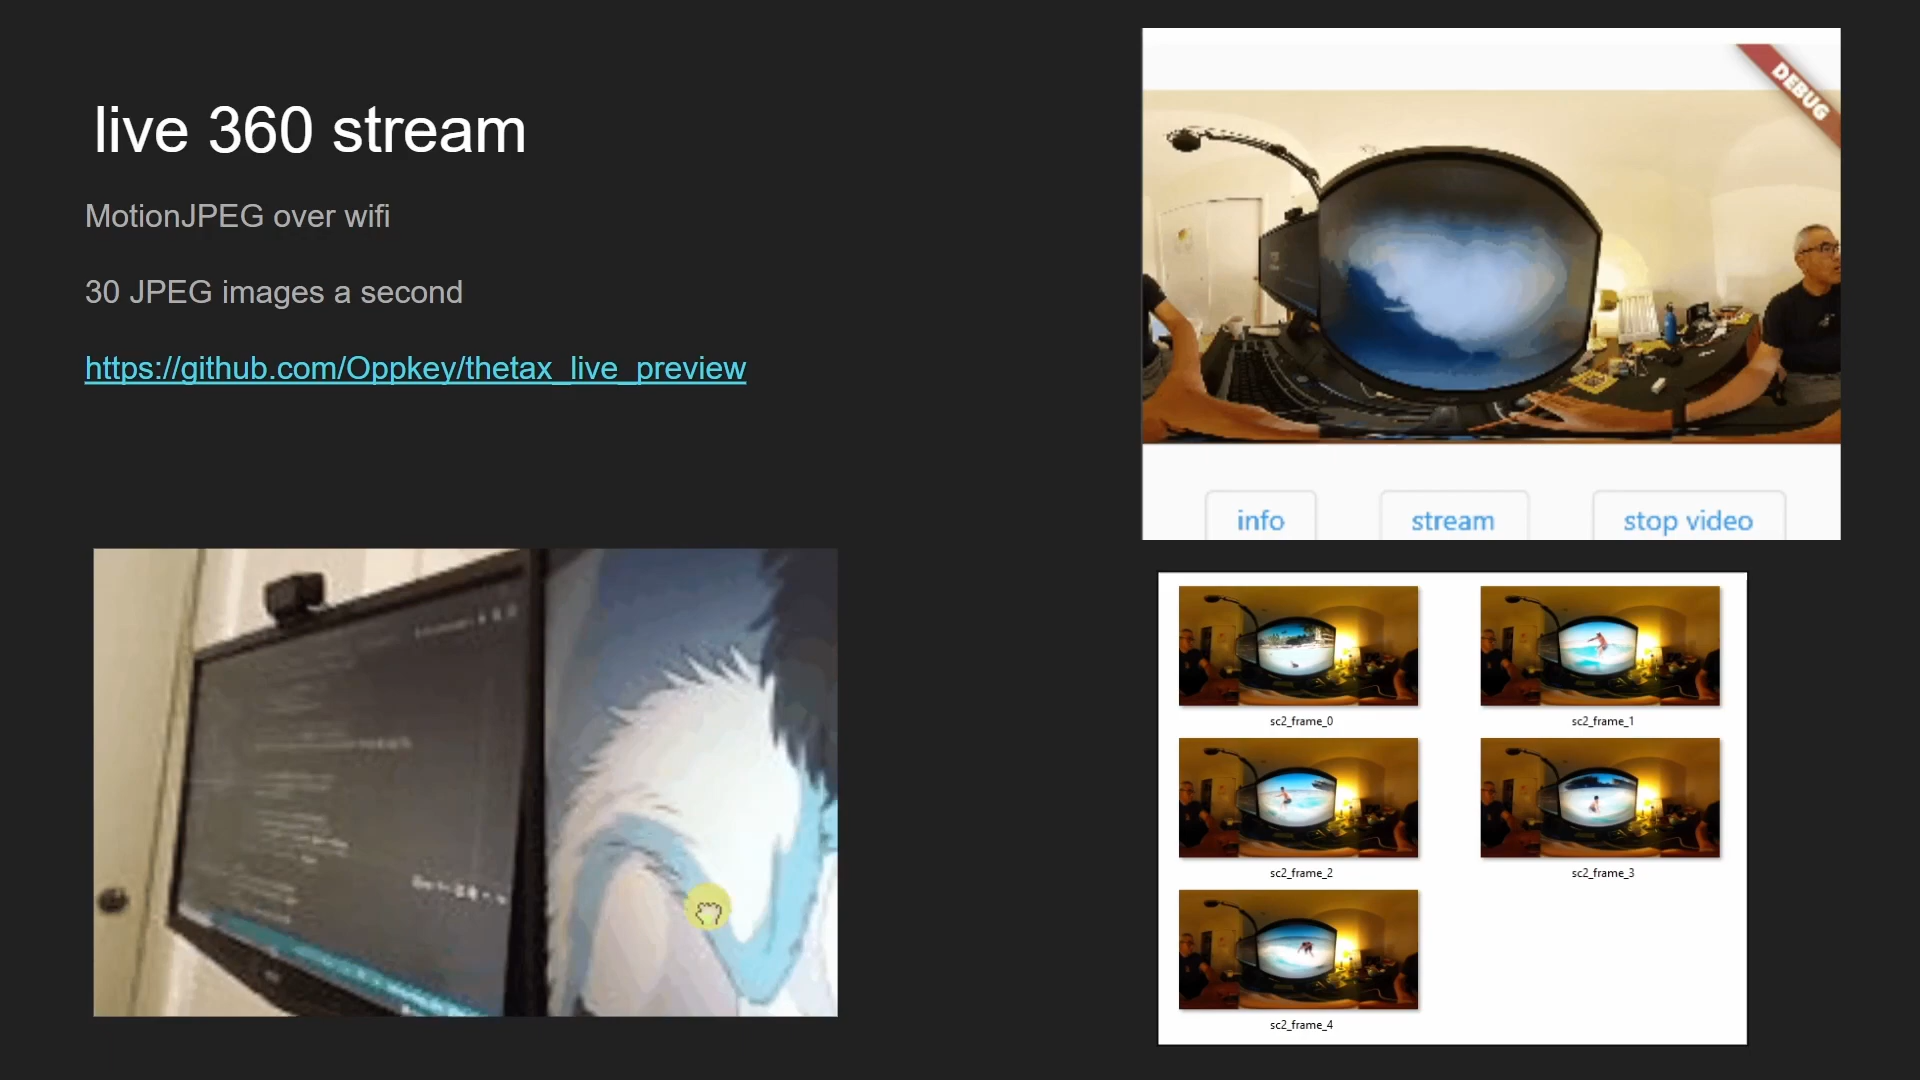 live 360 stream
MotionJPEG over wifi
30 JPEG images a second
https://github.com/Oppkey/thetax_live_preview
DEBUG
info
stream
stop video
sc2_frame_0
sc2_frame_1
sc2_frame_2
sc2_frame_3
sc2_frame_4